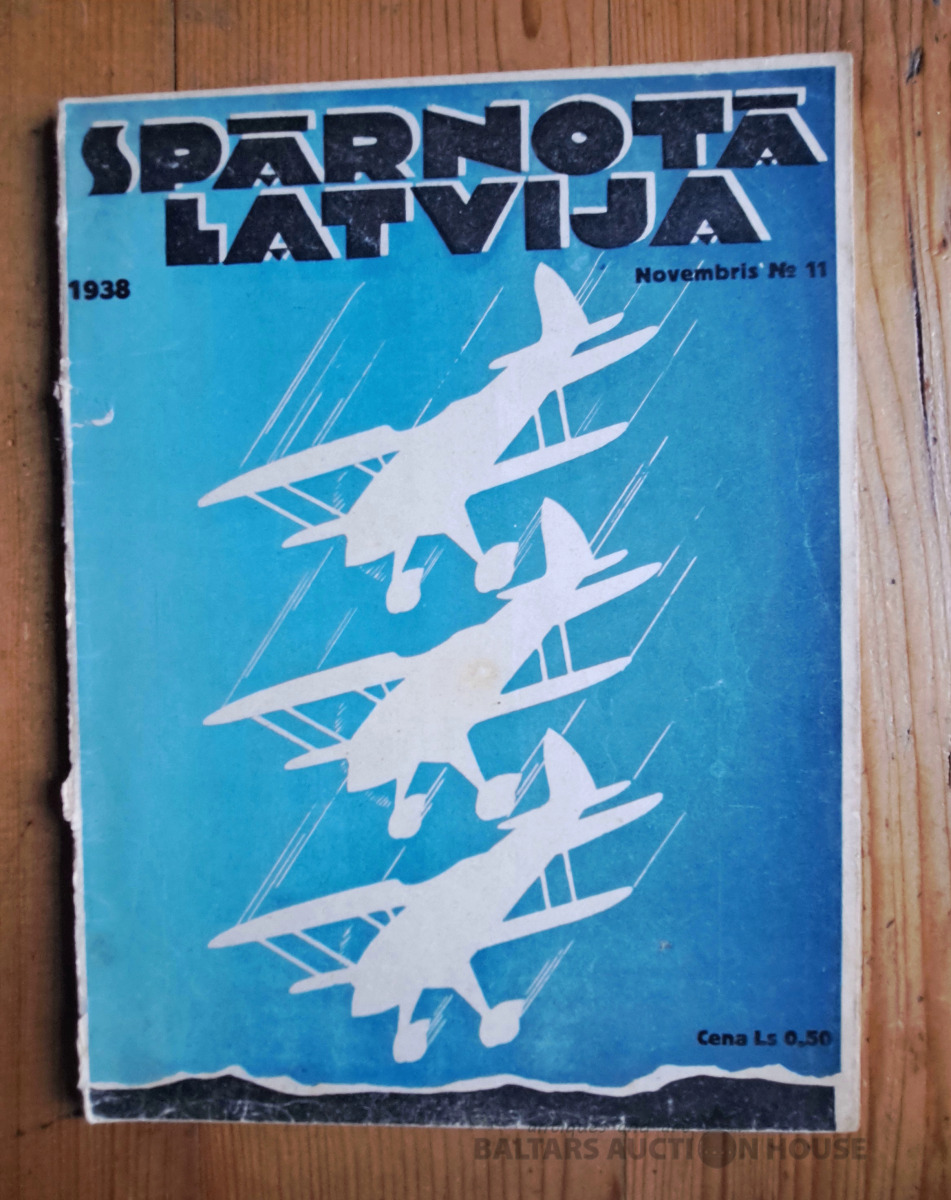 SPĀRNOTĀ
LATVIJA
1938
Novembris № 11
Cena Ls 0,50
BALTARS AUCTION HOUSE